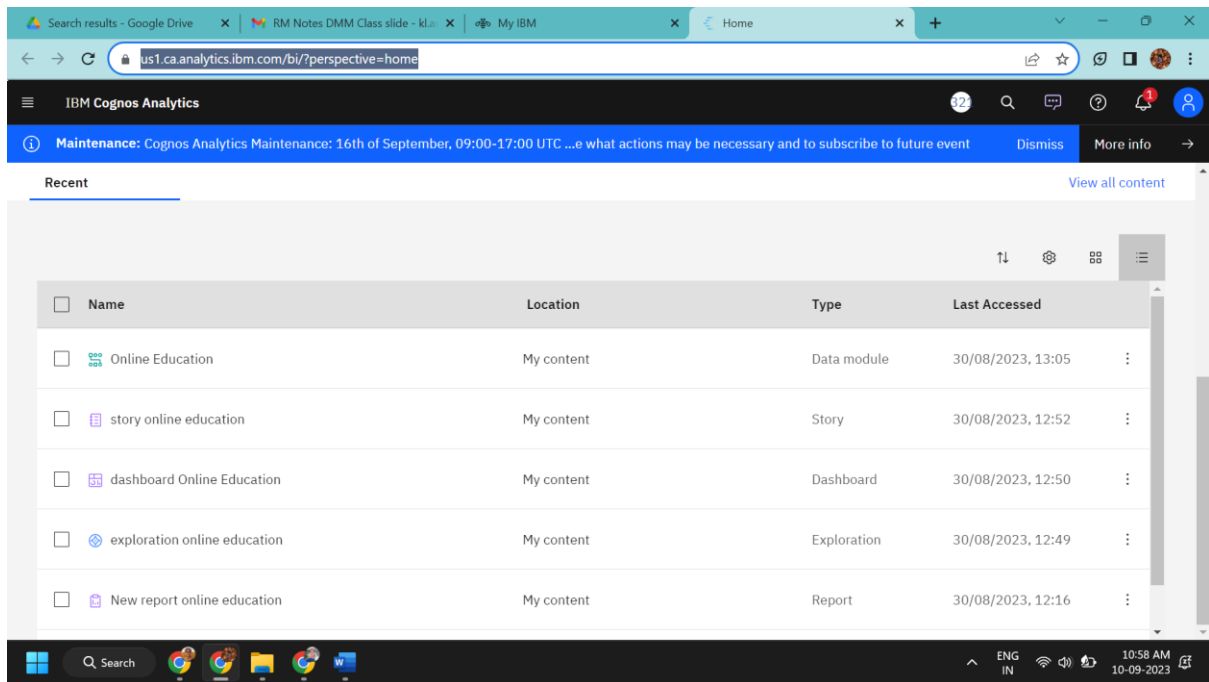 Search results - Google Drive
RM Notes DMM Class slide - kl.a
My IBM
Home
us1.ca.analytics.ibm.com/bi/?perspective=home
IBM Cognos Analytics
321
1
Maintenance: Cognos Analytics Maintenance: 16th of September, 09:00-17:00 UTC ...e what actions may be necessary and to subscribe to future event
Dismiss
More info
Recent
View all content
Name Location Type Last Accessed
Online Education My content Data module 30/08/2023, 13:05
story online education My content Story 30/08/2023, 12:52
dashboard Online Education My content Dashboard 30/08/2023, 12:50
exploration online education My content Exploration 30/08/2023, 12:49
New report online education My content Report 30/08/2023, 12:16
Search
ENG
IN
10:58 AM
10-09-2023